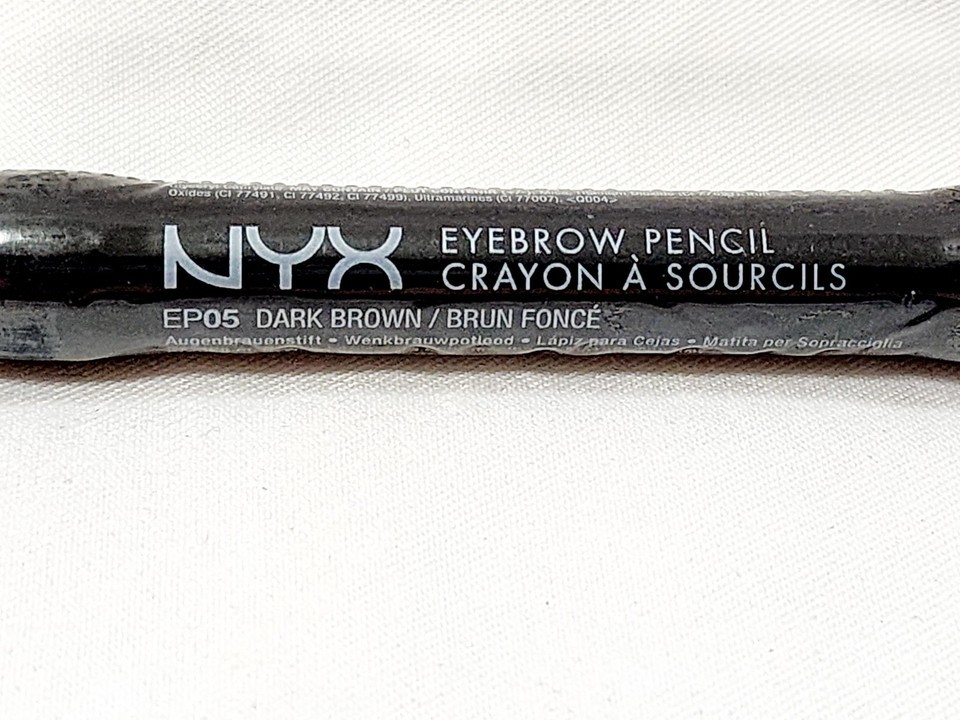 Oxides (CI 77491, CI 77492, CI 77499), Ultramarines (CI 77007), <Q004>
NYX
EYEBROW PENCIL
CRAYON À SOURCILS
EP05 DARK BROWN / BRUN FONCÉ
Augenbrauenstift • Wenkbrauwpotlood • Lápiz para Cejas • Matita per Sopracciglia